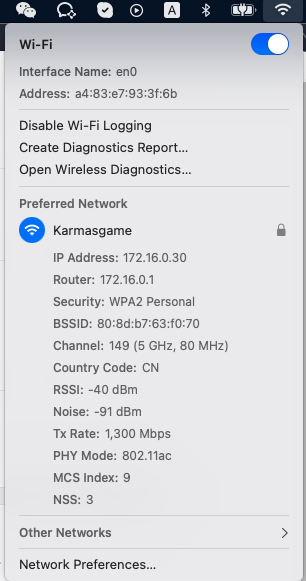 A
Wi-Fi
Interface Name: en0
Address: a4:83:e7:93:3f:6b
Disable Wi-Fi Logging
Create Diagnostics Report...
Open Wireless Diagnostics...
Preferred Network
Karmasgame
IP Address: 172.16.0.30
Router: 172.16.0.1
Security: WPA2 Personal
BSSID: 80:8d:b7:63:f0:70
Channel: 149 (5 GHz, 80 MHz)
Country Code: CN
RSSI: -40 dBm
Noise: -91 dBm
Tx Rate: 1,300 Mbps
PHY Mode: 802.11ac
MCS Index: 9
NSS: 3
Other Networks
Network Preferences...